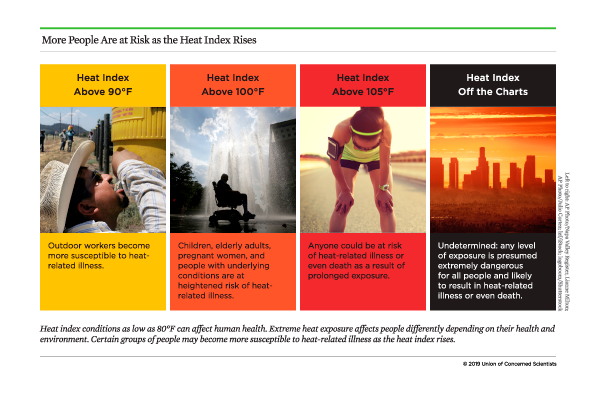 More People Are at Risk as the Heat Index Rises
Heat Index
Above 90°F
Outdoor workers become
more susceptible to heat-
related illness.
Heat Index
Above 100°F
Children, elderly adults,
pregnant women, and
people with underlying
conditions are at
heightened risk of heat-
related illness.
Heat Index
Above 105°F
Anyone could be at risk
of heat-related illness or
even death as a result of
prolonged exposure.
Heat Index
Off the Charts
Undetermined: any level
of exposure is presumed
extremely dangerous
for all people and likely
to result in heat-related
illness or even death.
Left to right: AP Photo/Napa Valley Register, Lianne Milton;
AP Photo/
Heat index conditions as low as 80°F can affect human health. Extreme heat exposure affects people differently depending on their health and
environment. Certain groups of people may become more susceptible to heat-related illness as the heat index rises.
© 2019 Union of Concerned Scientists